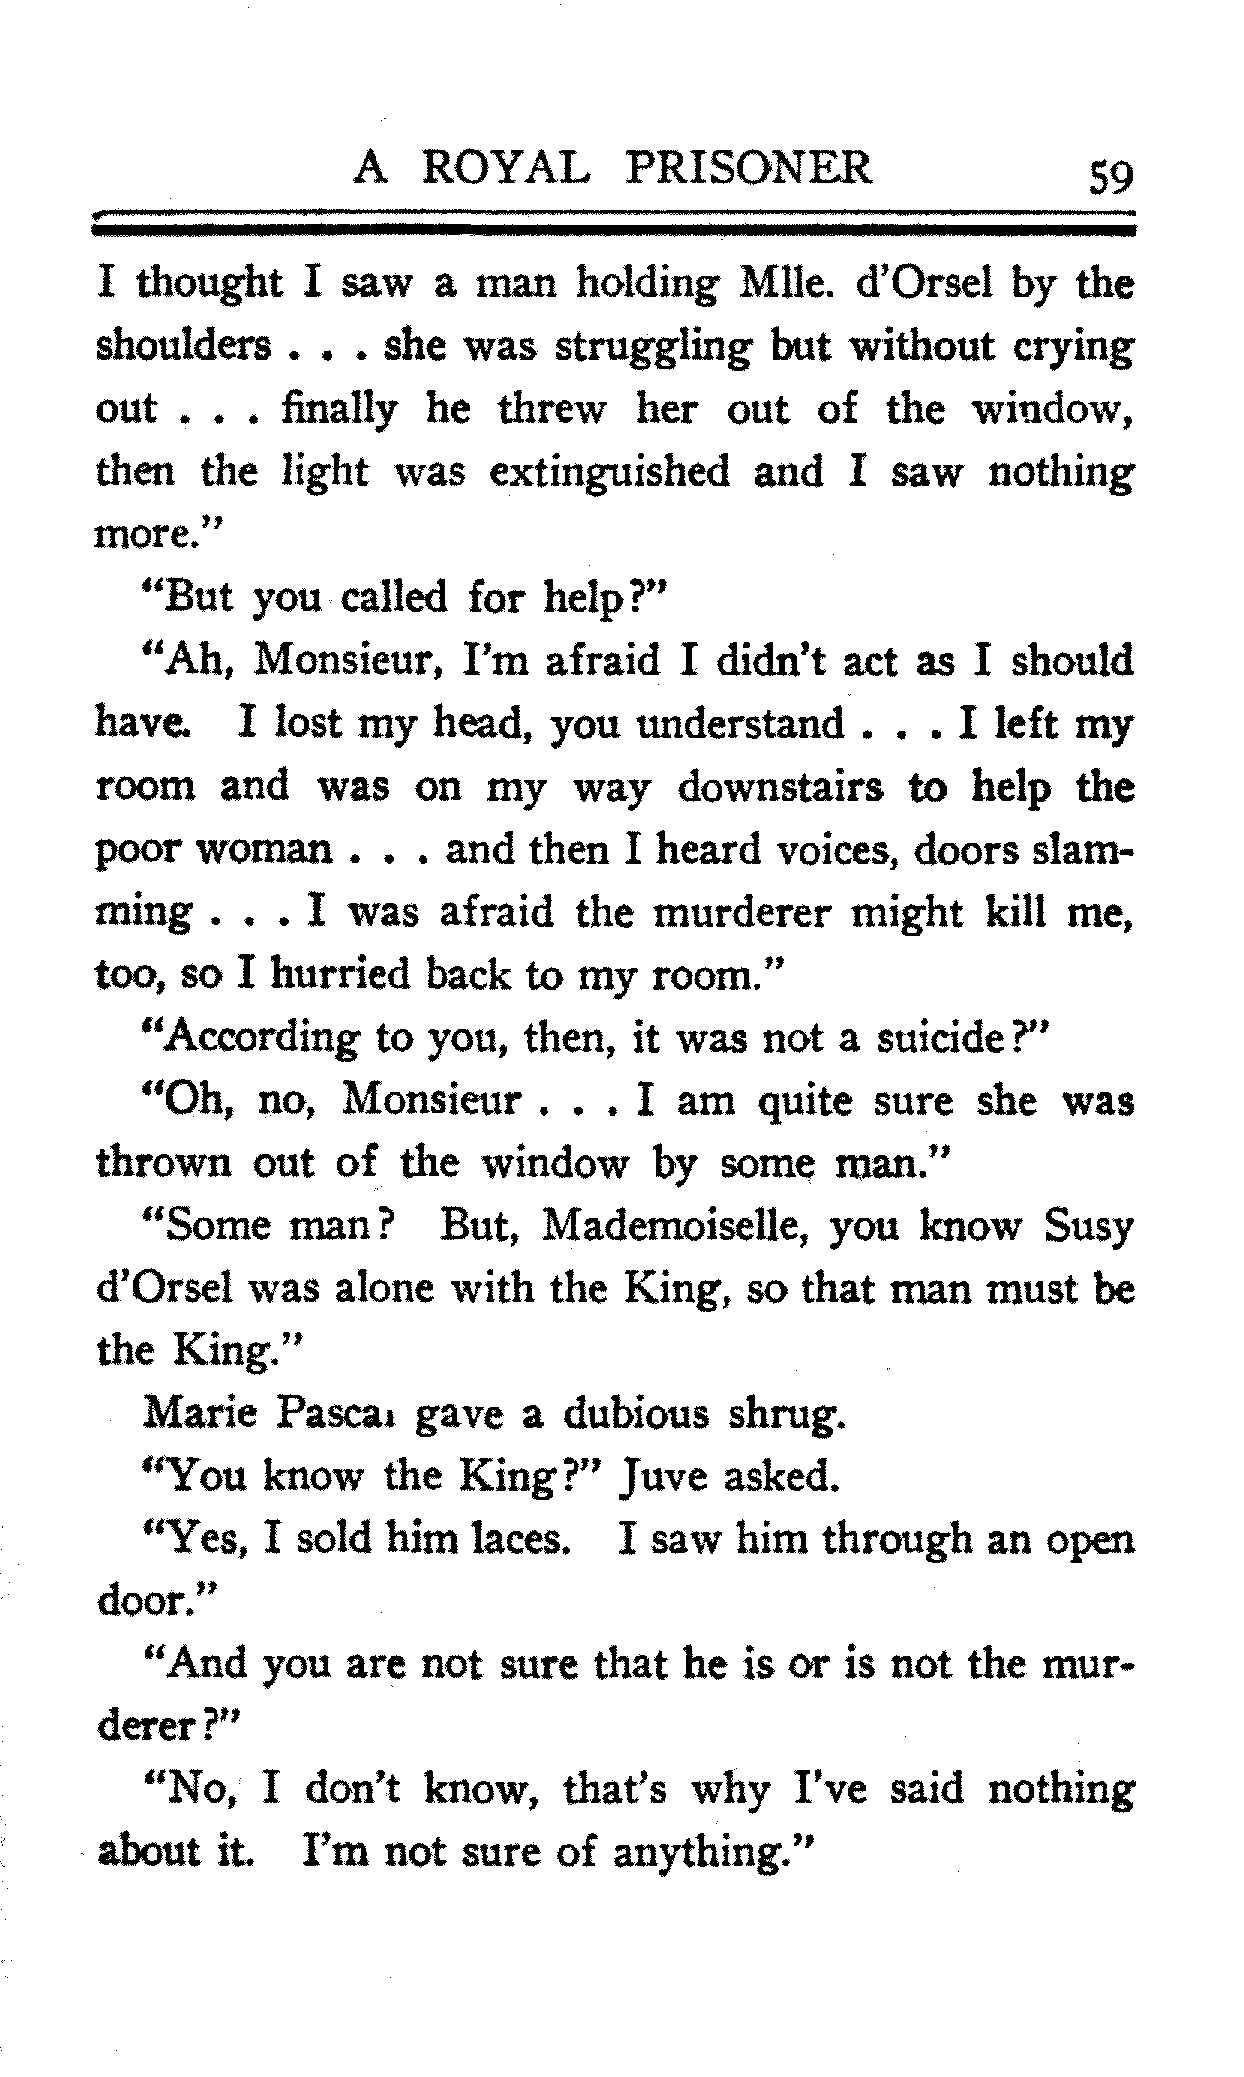 A ROYAL PRISONER 59
I thought I saw a man holding Mlle. d'Orsel by the
shoulders . . . she was struggling but without crying
out . . . finally he threw her out of the window,
then the light was extinguished and I saw nothing
more."
"But you called for help?"
"Ah, Monsieur, I'm afraid I didn't act as I should
have. I lost my head, you understand . . . I left my
room and was on my way downstairs to help the
poor woman . . . and then I heard voices, doors slam-
ming . . . I was afraid the murderer might kill me,
too, so I hurried back to my room."
"According to you, then, it was not a suicide?"
"Oh, no, Monsieur . . . I am quite sure she was
thrown out of the window by some man."
"Some man? But, Mademoiselle, you know Susy
d'Orsel was alone with the King, so that man must be
the King."
Marie Pascal gave a dubious shrug.
"You know the King?" Juve asked.
"Yes, I sold him laces. I saw him through an open
door."
"And you are not sure that he is or is not the mur-
derer?"
"No, I don't know, that's why I've said nothing
about it. I'm not sure of anything."